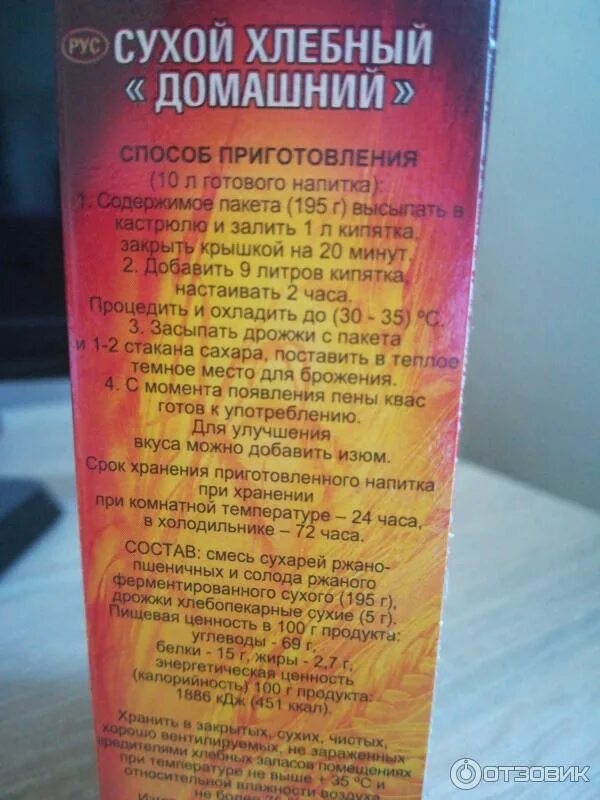 РУС СУХОЙ ХЛЕБНЫЙ
« ДОМАШНИЙ »
СПОСОБ ПРИГОТОВЛЕНИЯ
(10 л готового напитка):
1. Содержимое пакета (195 г) высыпать в
кастрюлю и залить 1 л кипятка,
закрыть крышкой на 20 минут.
2. Добавить 9 литров кипятка,
настаивать 2 часа.
Процедить и охладить до (30 - 35) ºС.
3. Засыпать дрожжи с пакета
и 1-2 стакана сахара, поставить в теплое
темное место для брожения.
4. С момента появления пены квас
готов к употреблению.
Для улучшения
вкуса можно добавить изюм.
Срок хранения приготовленного напитка
при хранении
при комнатной температуре – 24 часа,
в холодильнике – 72 часа.
СОСТАВ: смесь сухарей ржано-
пшеничных и солода ржаного
ферментированного сухого (195 г),
дрожжи хлебопекарные сухие (5 г).
Пищевая ценность в 100 г продукта:
углеводы - 69 г,
белки - 15 г, жиры - 2,7 г,
энергетическая ценность
(калорийность) 100 г продукта:
1886 кДж (451 ккал).
Хранить в закрытых, сухих, чистых,
хорошо вентилируемых, не зараженных
вредителями хлебных запасов помещениях
при температуре не выше + 35 ºС и
относительной влажности воздуха
не более
ОТЗОВИК